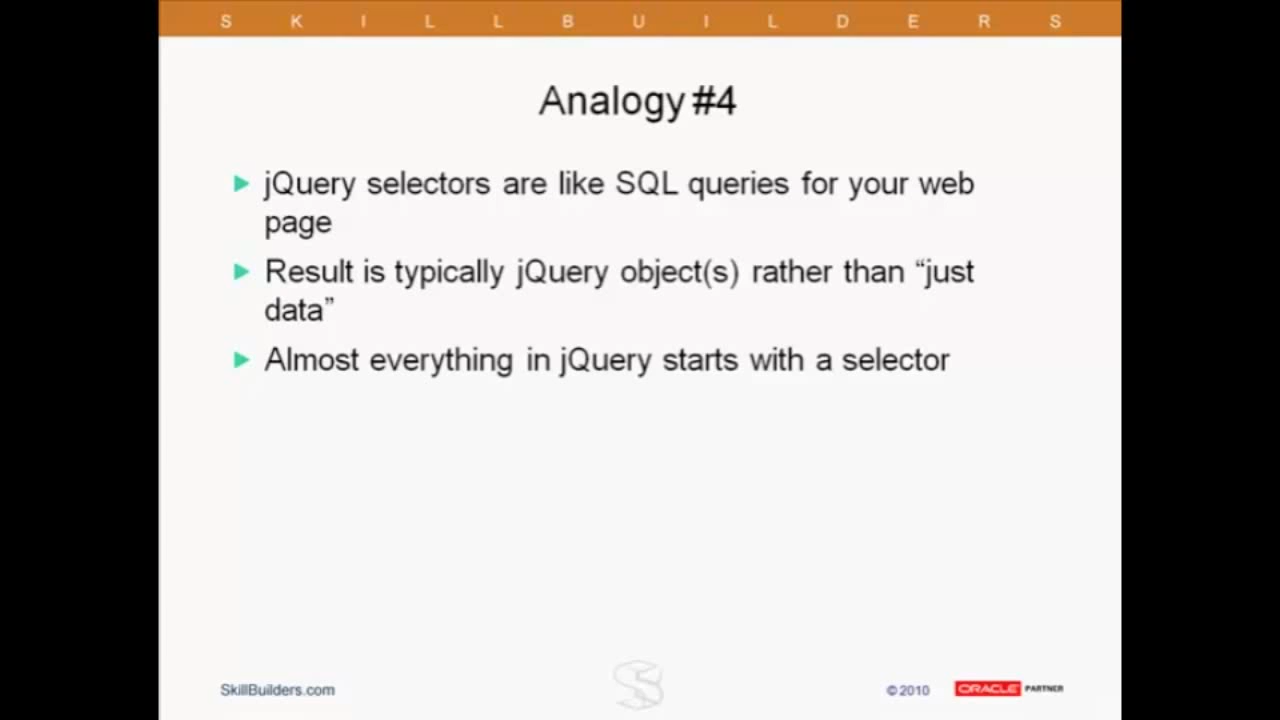 SKILLBUILDERS
Analogy #4
jQuery selectors are like SQL queries for your web
page
Result is typically jQuery object(s) rather than “just
data”
Almost everything in jQuery starts with a selector
SkillBuilders.com
© 2010
ORACLE PARTNER